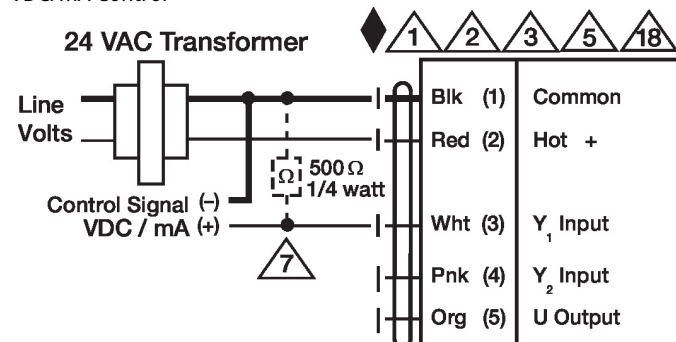 24 VAC Transformer
1 2 3 5 18
Line
Volts
Blk (1) Common
Red (2) Hot +
Ω 500 Ω
1/4 watt
Control Signal (–)
VDC / mA (+)
Wht (3) Y1 Input
7
Pnk (4) Y2 Input
Org (5) U Output